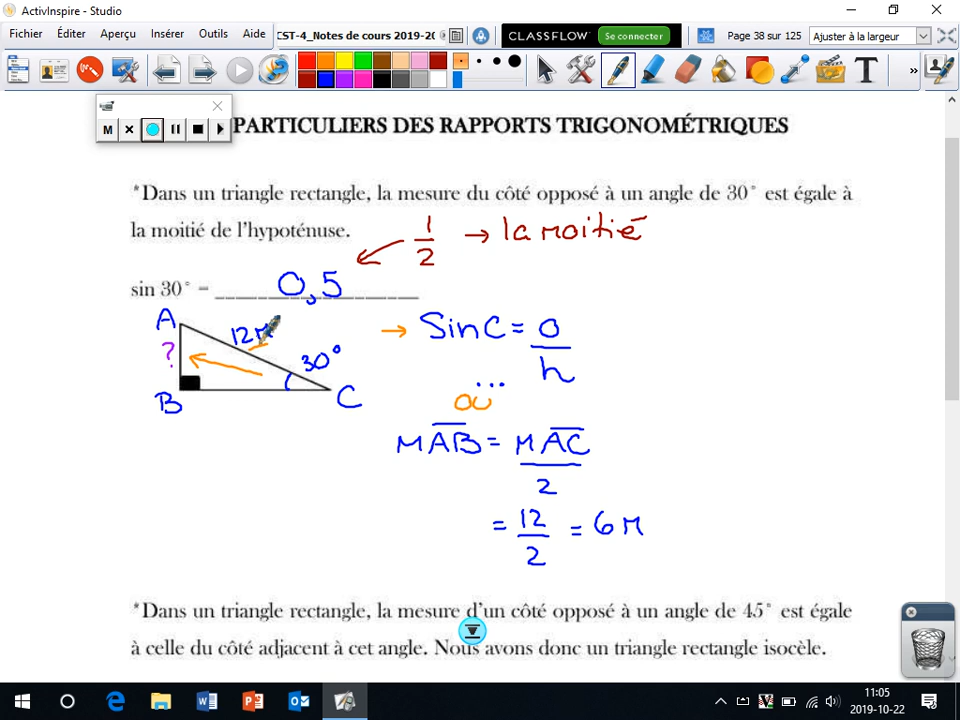 ActivInspire - Studio
Fichier Éditer Aperçu Insérer Outils Aide CST-4_Notes de cours 2019-20 CLASSFLOW Se connecter Page 38 sur 125 Ajuster à la largeur
M
PARTICULIERS DES RAPPORTS TRIGONOMÉTRIQUES
*Dans un triangle rectangle, la mesure du côté opposé à un angle de 30° est égale à
la moitié de l'hypoténuse.
1/2 → la moitié
sin 30° = 0,5
A
12 M
→ Sin C = o/h
?
30°
B
C
...
ou
M AB = M AC/2
= 12/2 = 6 M
*Dans un triangle rectangle, la mesure d'un côté opposé à un angle de 45° est égale
à celle du côté adjacent à cet angle. Nous avons donc un triangle rectangle isocèle.
11:05
2019-10-22